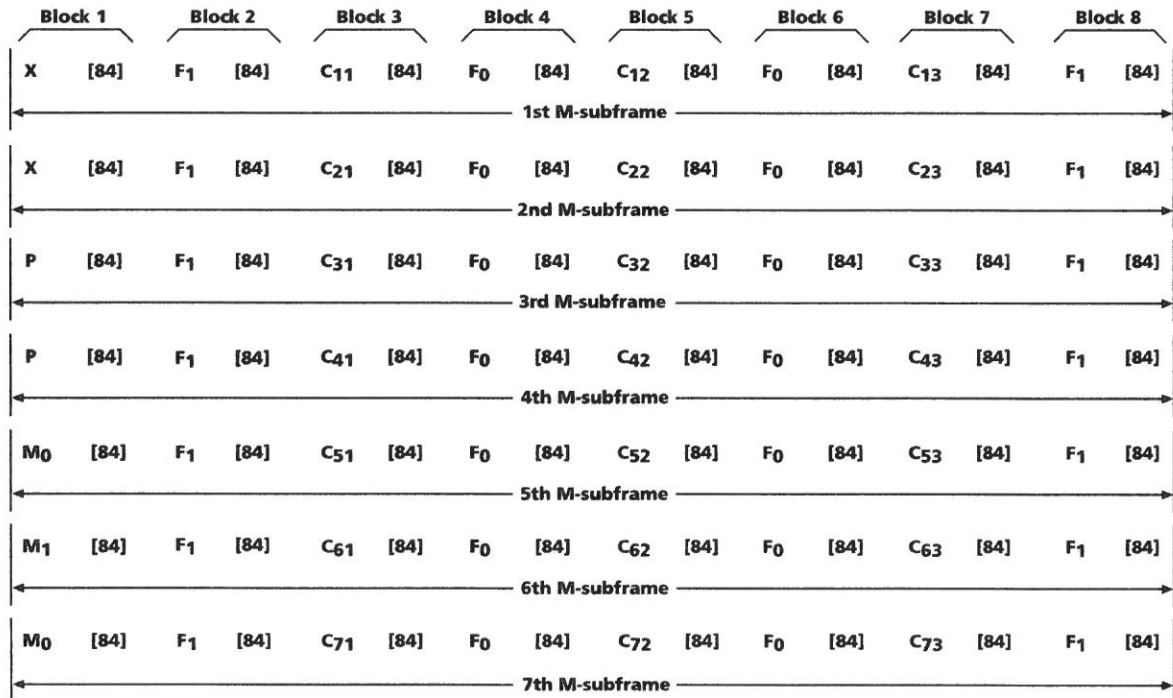 Block 1 Block 2 Block 3 Block 4 Block 5 Block 6 Block 7 Block 8
X [84] F1 [84] C11 [84] F0 [84] C12 [84] F0 [84] C13 [84] F1 [84]
1st M-subframe
X [84] F1 [84] C21 [84] F0 [84] C22 [84] F0 [84] C23 [84] F1 [84]
2nd M-subframe
P [84] F1 [84] C31 [84] F0 [84] C32 [84] F0 [84] C33 [84] F1 [84]
3rd M-subframe
P [84] F1 [84] C41 [84] F0 [84] C42 [84] F0 [84] C43 [84] F1 [84]
4th M-subframe
M0 [84] F1 [84] C51 [84] F0 [84] C52 [84] F0 [84] C53 [84] F1 [84]
5th M-subframe
M1 [84] F1 [84] C61 [84] F0 [84] C62 [84] F0 [84] C63 [84] F1 [84]
6th M-subframe
M0 [84] F1 [84] C71 [84] F0 [84] C72 [84] F0 [84] C73 [84] F1 [84]
7th M-subframe